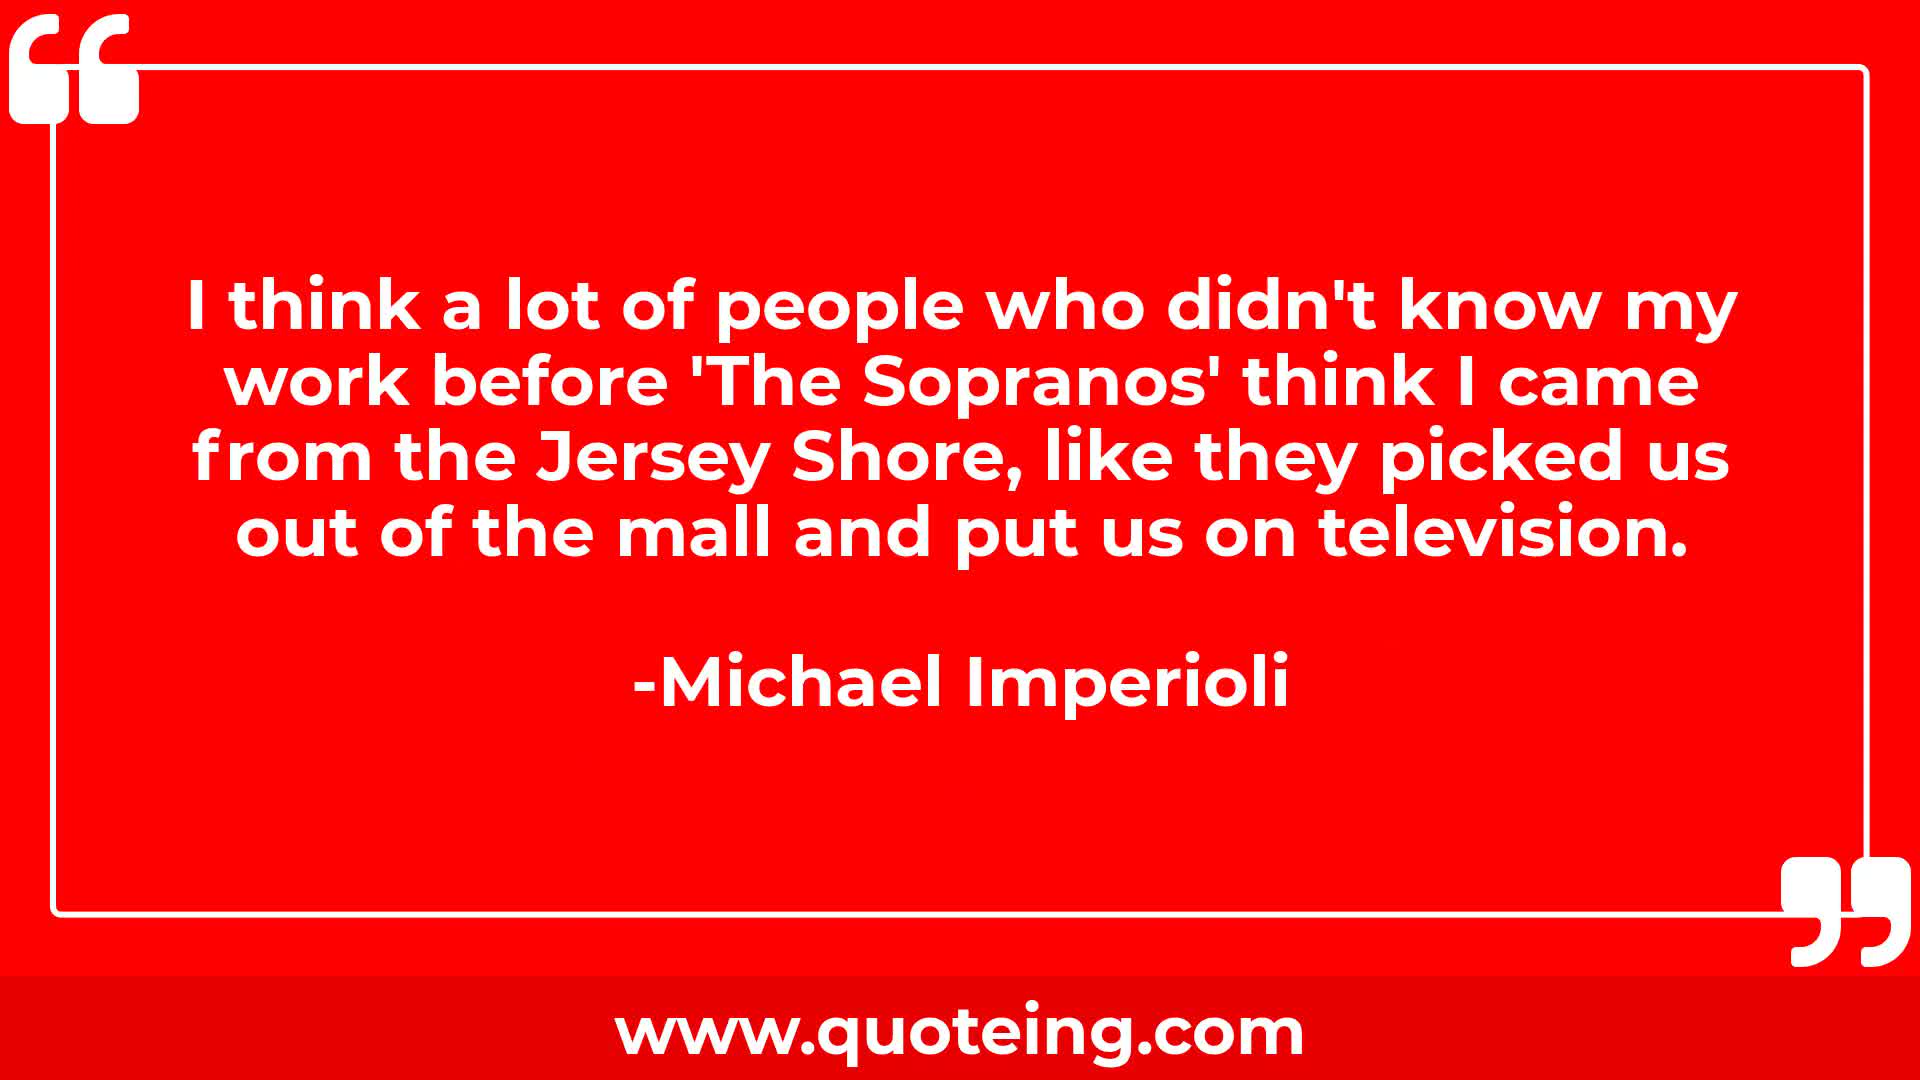 I think a lot of people who didn't know my
work before 'The Sopranos' think I came
from the Jersey Shore, like they picked us
out of the mall and put us on television.
-Michael Imperioli
www.quoteing.com